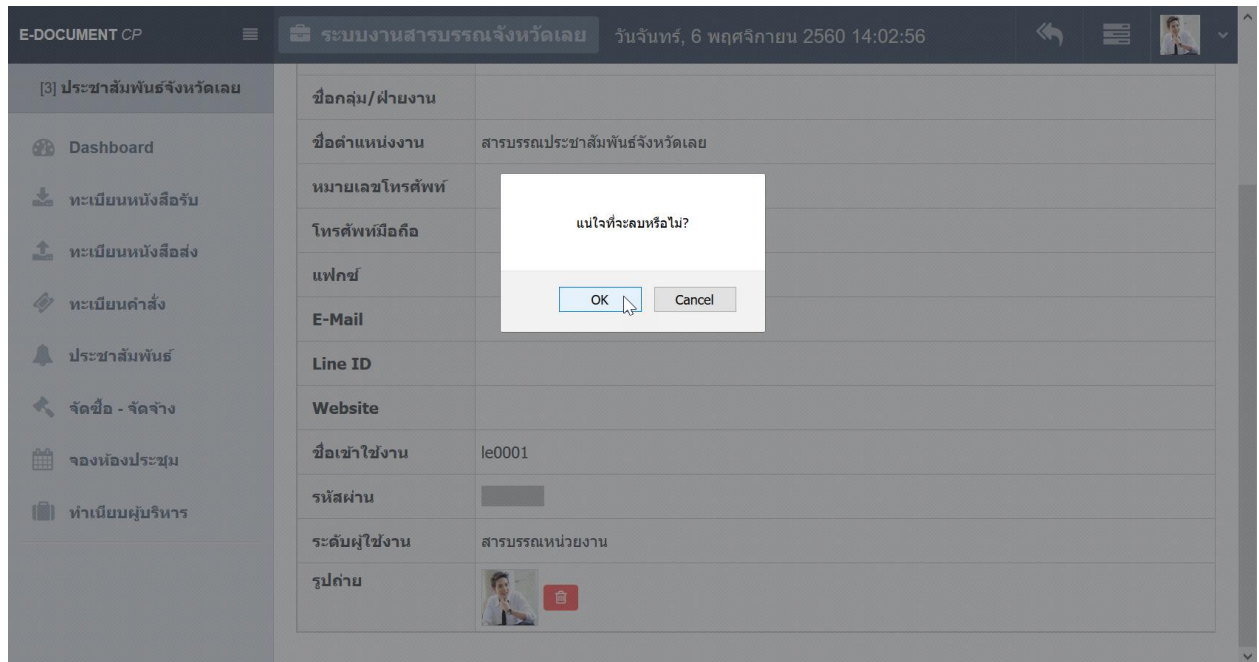 E-DOCUMENT CP
ระบบงานสารบรรณจังหวัดเลย
วันจันทร์, 6 พฤศจิกายน 2560 14:02:56
[3] ประชาสัมพันธ์จังหวัดเลย
Dashboard
ทะเบียนหนังสือรับ
ทะเบียนหนังสือส่ง
ทะเบียนคำสั่ง
ประชาสัมพันธ์
จัดซื้อ - จัดจ้าง
จองห้องประชุม
ทำเนียบผู้บริหาร
ชื่อกลุ่ม/ฝ่ายงาน
ชื่อตำแหน่งงาน สารบรรณประชาสัมพันธ์จังหวัดเลย
หมายเลขโทรศัพท์
โทรศัพท์มือถือ
แฟกซ์
E-Mail
Line ID
Website
ชื่อเข้าใช้งาน le0001
รหัสผ่าน
ระดับผู้ใช้งาน สารบรรณหน่วยงาน
รูปถ่าย
แน่ใจที่จะลบหรือไม่?
OK Cancel